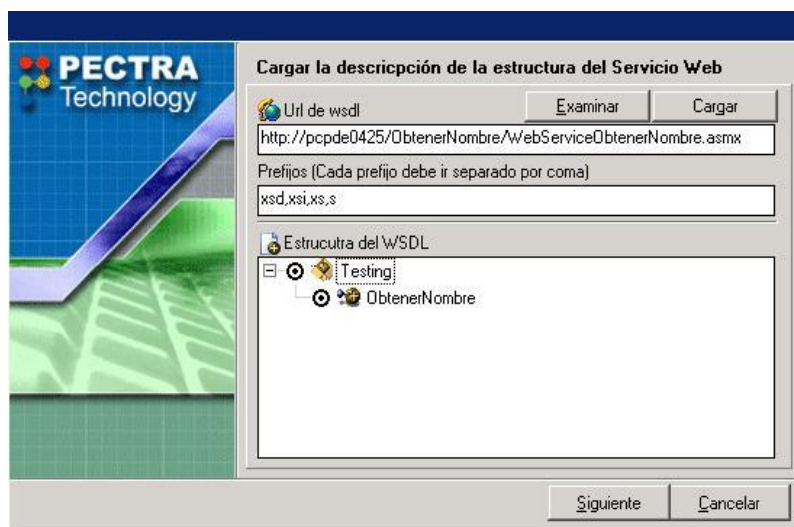 PECTRA
Technology
Cargar la descricpción de la estructura del Servicio Web
Url de wsdl
Examinar
Cargar
http://pcpde0425/ObtenerNombre/WebServiceObtenerNombre.asmx
Prefijos (Cada prefijo debe ir separado por coma)
xsd,xsi,xs,s
Estrucutra del WSDL
Testing
ObtenerNombre
Siguiente
Cancelar